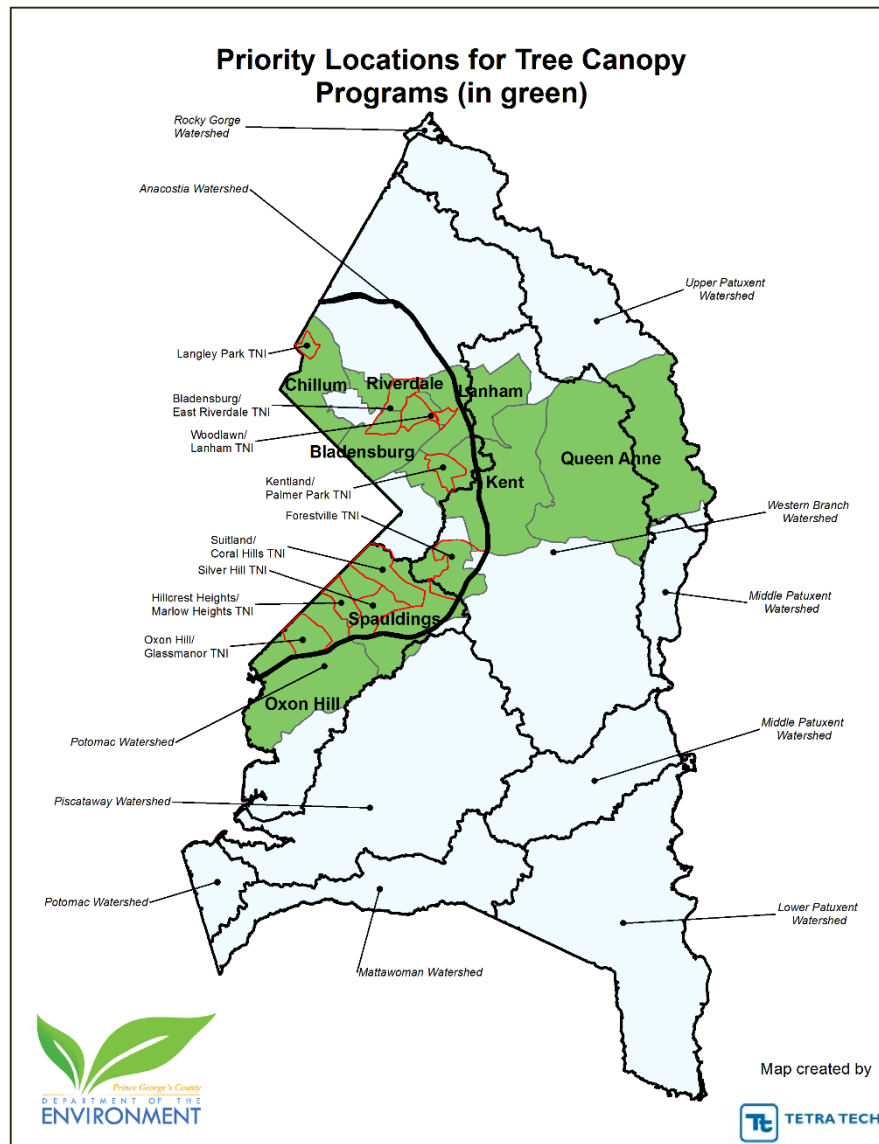 Priority Locations for Tree Canopy
Programs (in green)
Rocky Gorge
Watershed
Anacostia Watershed
Upper Patuxent
Watershed
Langley Park TNI
Chillum
Riverdale
Lanham
Bladensburg/
East Riverdale TNI
Woodlawn/
Lanham TNI
Bladensburg
Queen Anne
Kentland/
Palmer Park TNI
Kent
Forestville TNI
Western Branch
Watershed
Suitland/
Coral Hills TNI
Silver Hill TNI
Hillcrest Heights/
Marlow Heights TNI
Middle Patuxent
Watershed
Spauldings
Oxon Hill/
Glassmanor TNI
Oxon Hill
Potomac Watershed
Middle Patuxent
Watershed
Piscataway Watershed
Potomac Watershed
Lower Patuxent
Watershed
Mattawoman Watershed
Prince George's County
DEPARTMENT OF THE
ENVIRONMENT
Map created by
Tt TETRA TECH